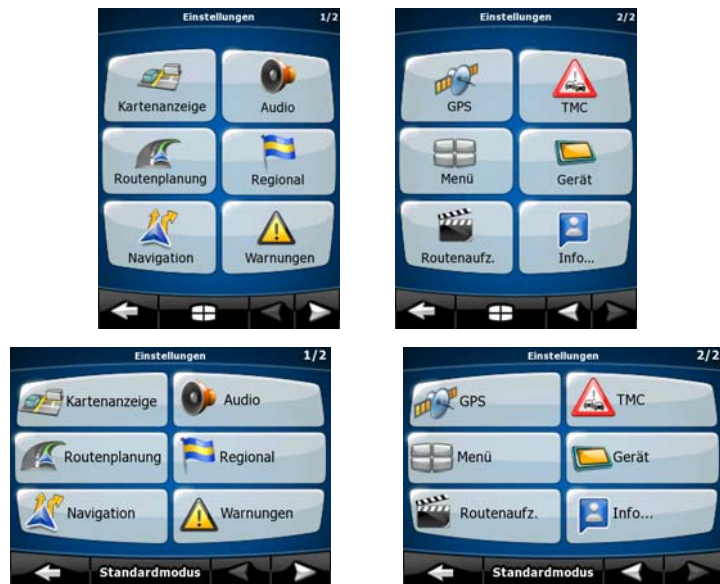 Einstellungen 1/2
Kartenanzeige Audio
Routenplanung Regional
Navigation Warnungen
Einstellungen 2/2
GPS TMC
Menü Gerät
Routenaufz. Info...
Einstellungen 1/2
Kartenanzeige Audio
Routenplanung Regional
Navigation Warnungen
Standardmodus
Einstellungen 2/2
GPS TMC
Menü Gerät
Routenaufz. Info...
Standardmodus